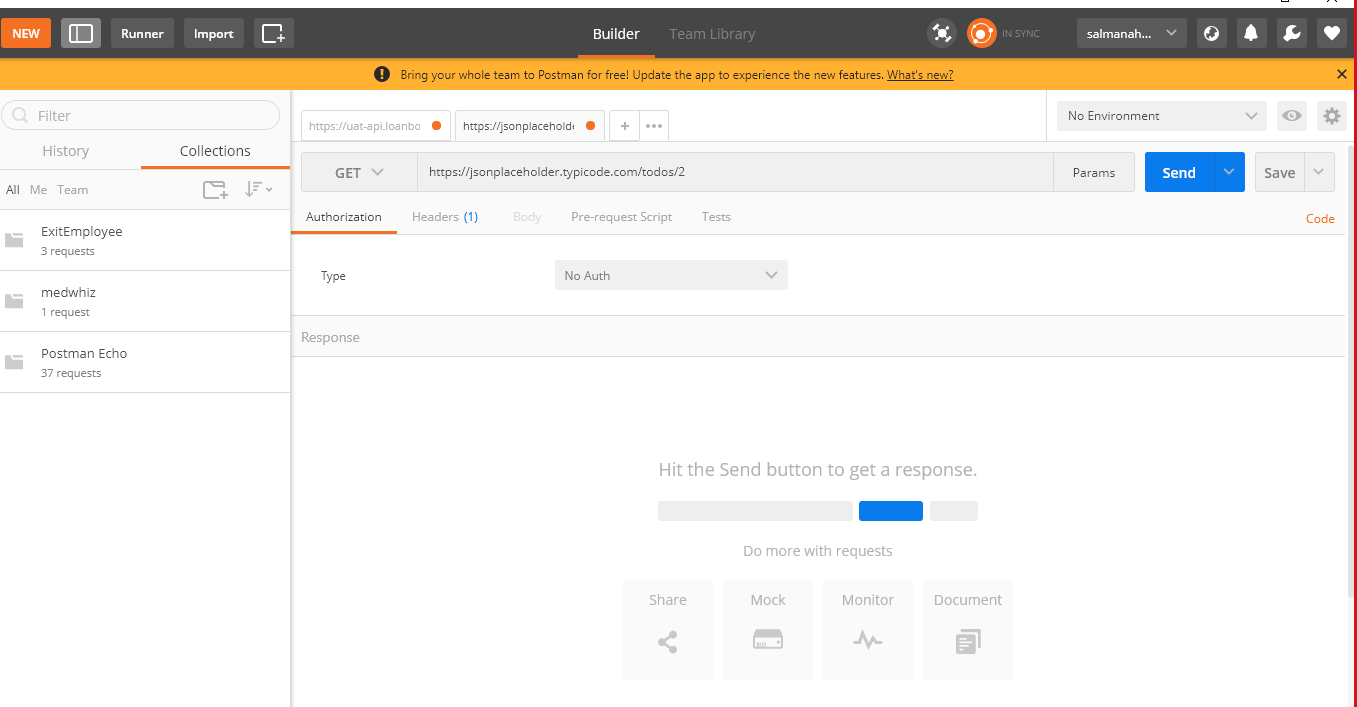 NEW Runner Import Builder Team Library IN SYNC salmanah...
Bring your whole team to Postman for free! Update the app to experience the new features. What's new?
Filter
History Collections
All Me Team
ExitEmployee
3 requests
medwhiz
1 request
Postman Echo
37 requests
https://uat-api.loanbo https://jsonplaceholde No Environment
GET https://jsonplaceholder.typicode.com/todos/2 Params Send Save
Authorization Headers (1) Body Pre-request Script Tests Code
Type No Auth
Response
Hit the Send button to get a response.
Do more with requests
Share Mock Monitor Document